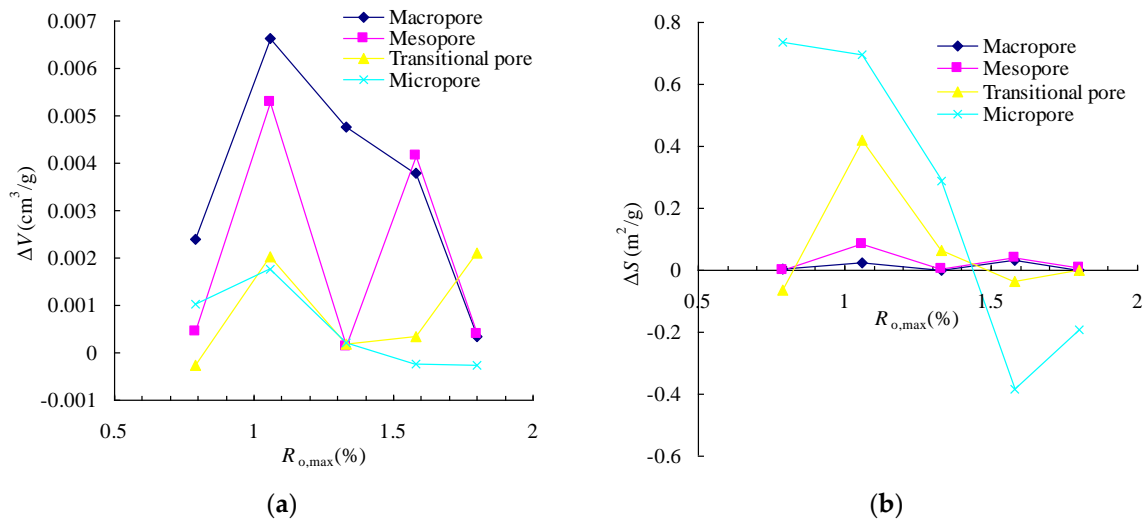 0.007
0.006
0.005
0.004
0.003
0.002
0.001
0
-0.001
ΔV (cm³/g)
Macropore
Mesopore
Transitional pore
Micropore
0.5 1 1.5 2
Ro,max(%)
(a)
0.8
0.6
0.4
0.2
0
-0.2
-0.4
-0.6
ΔS (m²/g)
Macropore
Mesopore
Transitional pore
Micropore
0.5 1 1.5 2
Ro,max(%)
(b)